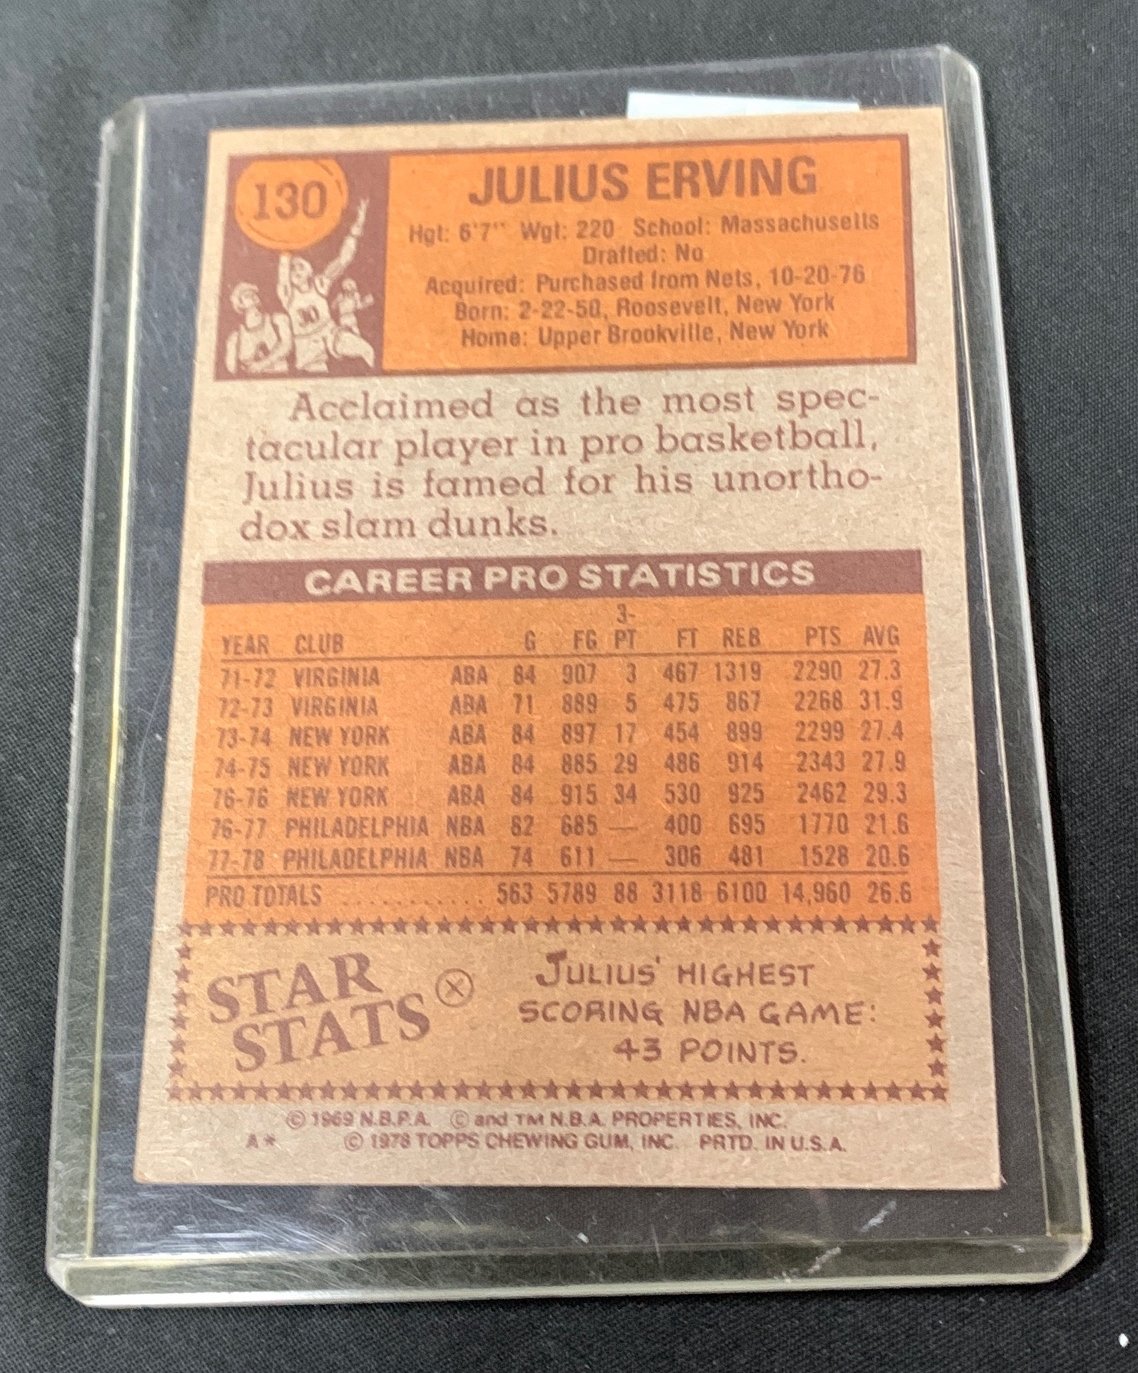 130
JULIUS ERVING
Hgt: 6'7" Wgt: 220 School: Massachusetts
Drafted: No
Acquired: Purchased from Nets, 10-20-76
Born: 2-22-50, Roosevelt, New York
Home: Upper Brookville, New York
30
Acclaimed as the most spec-
tacular player in pro basketball,
Julius is famed for his unortho-
dox slam dunks.
CAREER PRO STATISTICS
YEAR CLUB G FG 3-PT FT REB PTS AVG
71-72 VIRGINIA ABA 84 907 3 467 1319 2290 27.3
72-73 VIRGINIA ABA 71 889 5 475 867 2268 31.9
73-74 NEW YORK ABA 84 897 17 454 899 2299 27.4
74-75 NEW YORK ABA 84 885 29 486 914 2343 27.9
76-76 NEW YORK ABA 84 915 34 530 925 2462 29.3
76-77 PHILADELPHIA NBA 82 685 — 400 695 1770 21.6
77-78 PHILADELPHIA NBA 74 611 — 306 481 1528 20.6
PRO TOTALS ........... 563 5789 88 3118 6100 14,960 26.6
STAR
STATS
JULIUS' HIGHEST
SCORING NBA GAME:
43 POINTS.
© 1969 N.B.P.A. © and TM N.B.A. PROPERTIES, INC.
A* © 1978 TOPPS CHEWING GUM, INC. PRTD. IN U.S.A.